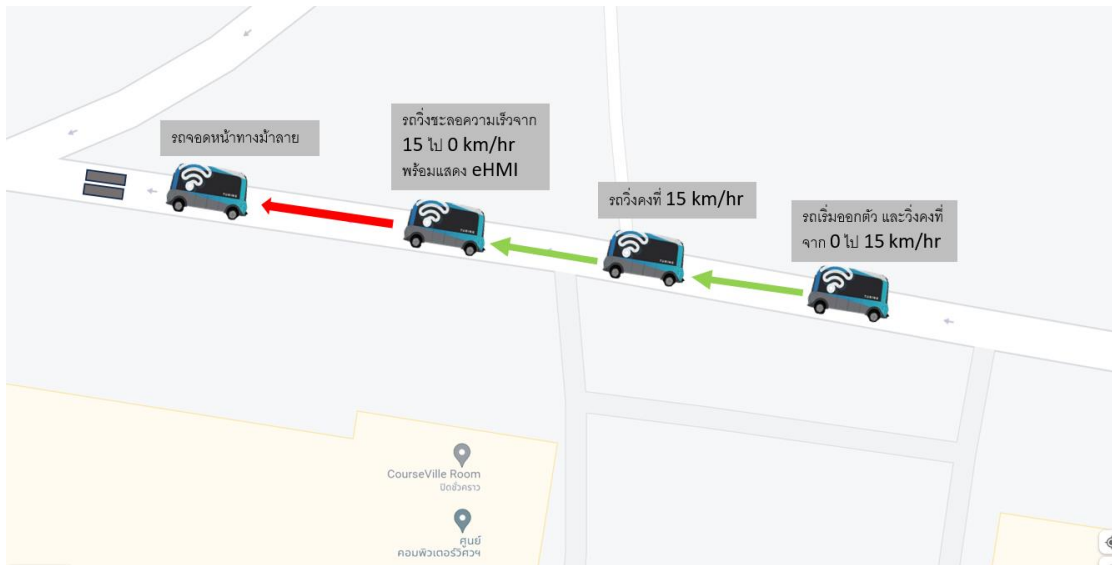 รถจอดหน้าทางม้าลาย
รถวิ่งชะลอความเร็วจาก
15 ไป 0 km/hr
พร้อมแสดง eHMI
รถวิ่งคงที่ 15 km/hr
รถเริ่มออกตัว และวิ่งคงที่
จาก 0 ไป 15 km/hr
CourseVille Room
ปิดชั่วคราว
ศูนย์
คอมพิวเตอร์วิศวฯ